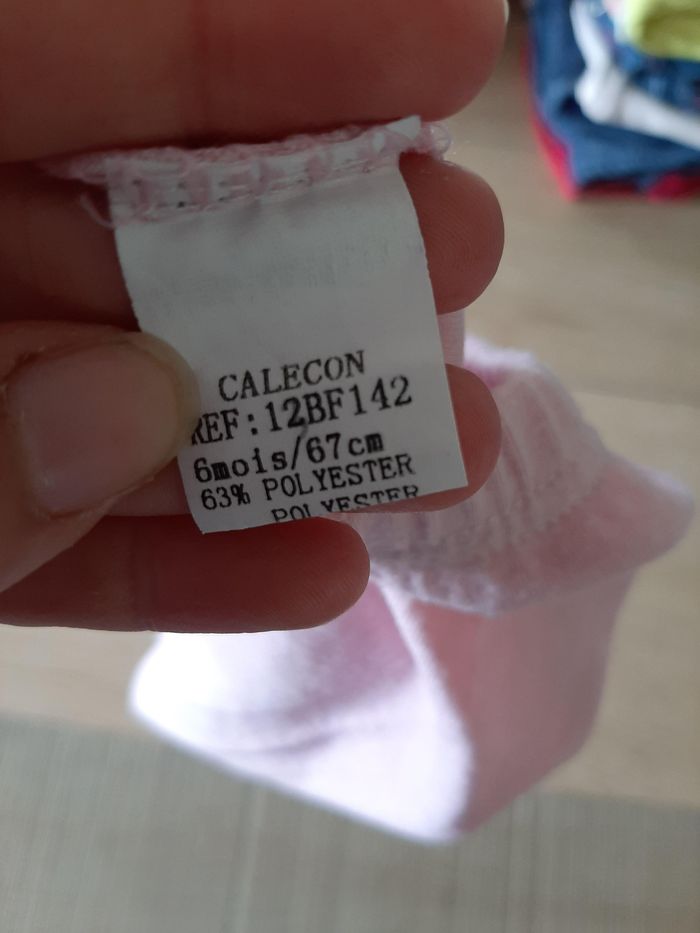 CALECON
REF:12BF142
6mois/67cm
63% POLYESTER
POLYESTER